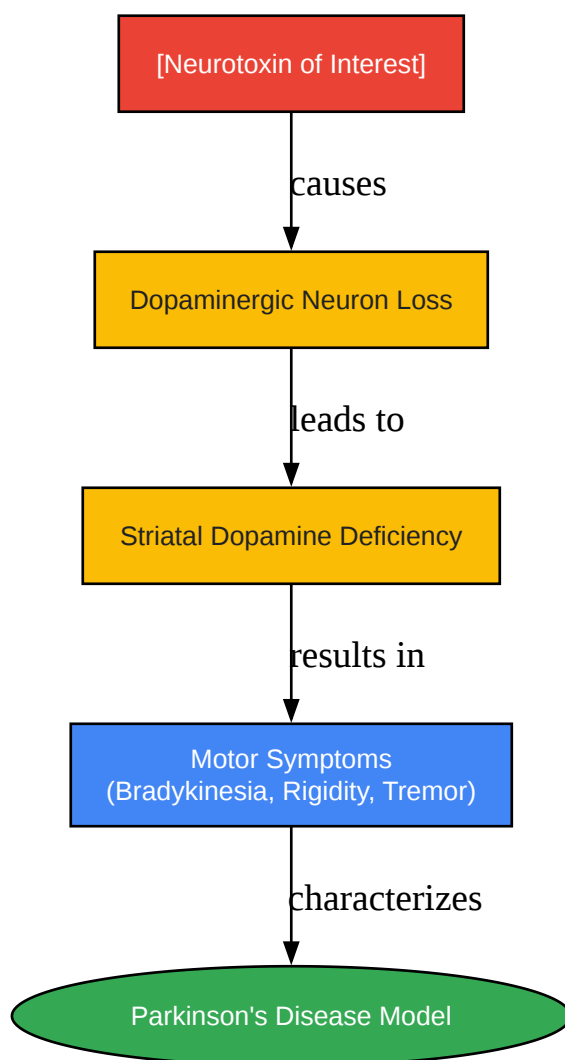 [Neurotoxin of Interest]
causes
Dopaminergic Neuron Loss
leads to
Striatal Dopamine Deficiency
results in
Motor Symptoms
(Bradykinesia, Rigidity, Tremor)
characterizes
Parkinson's Disease Model